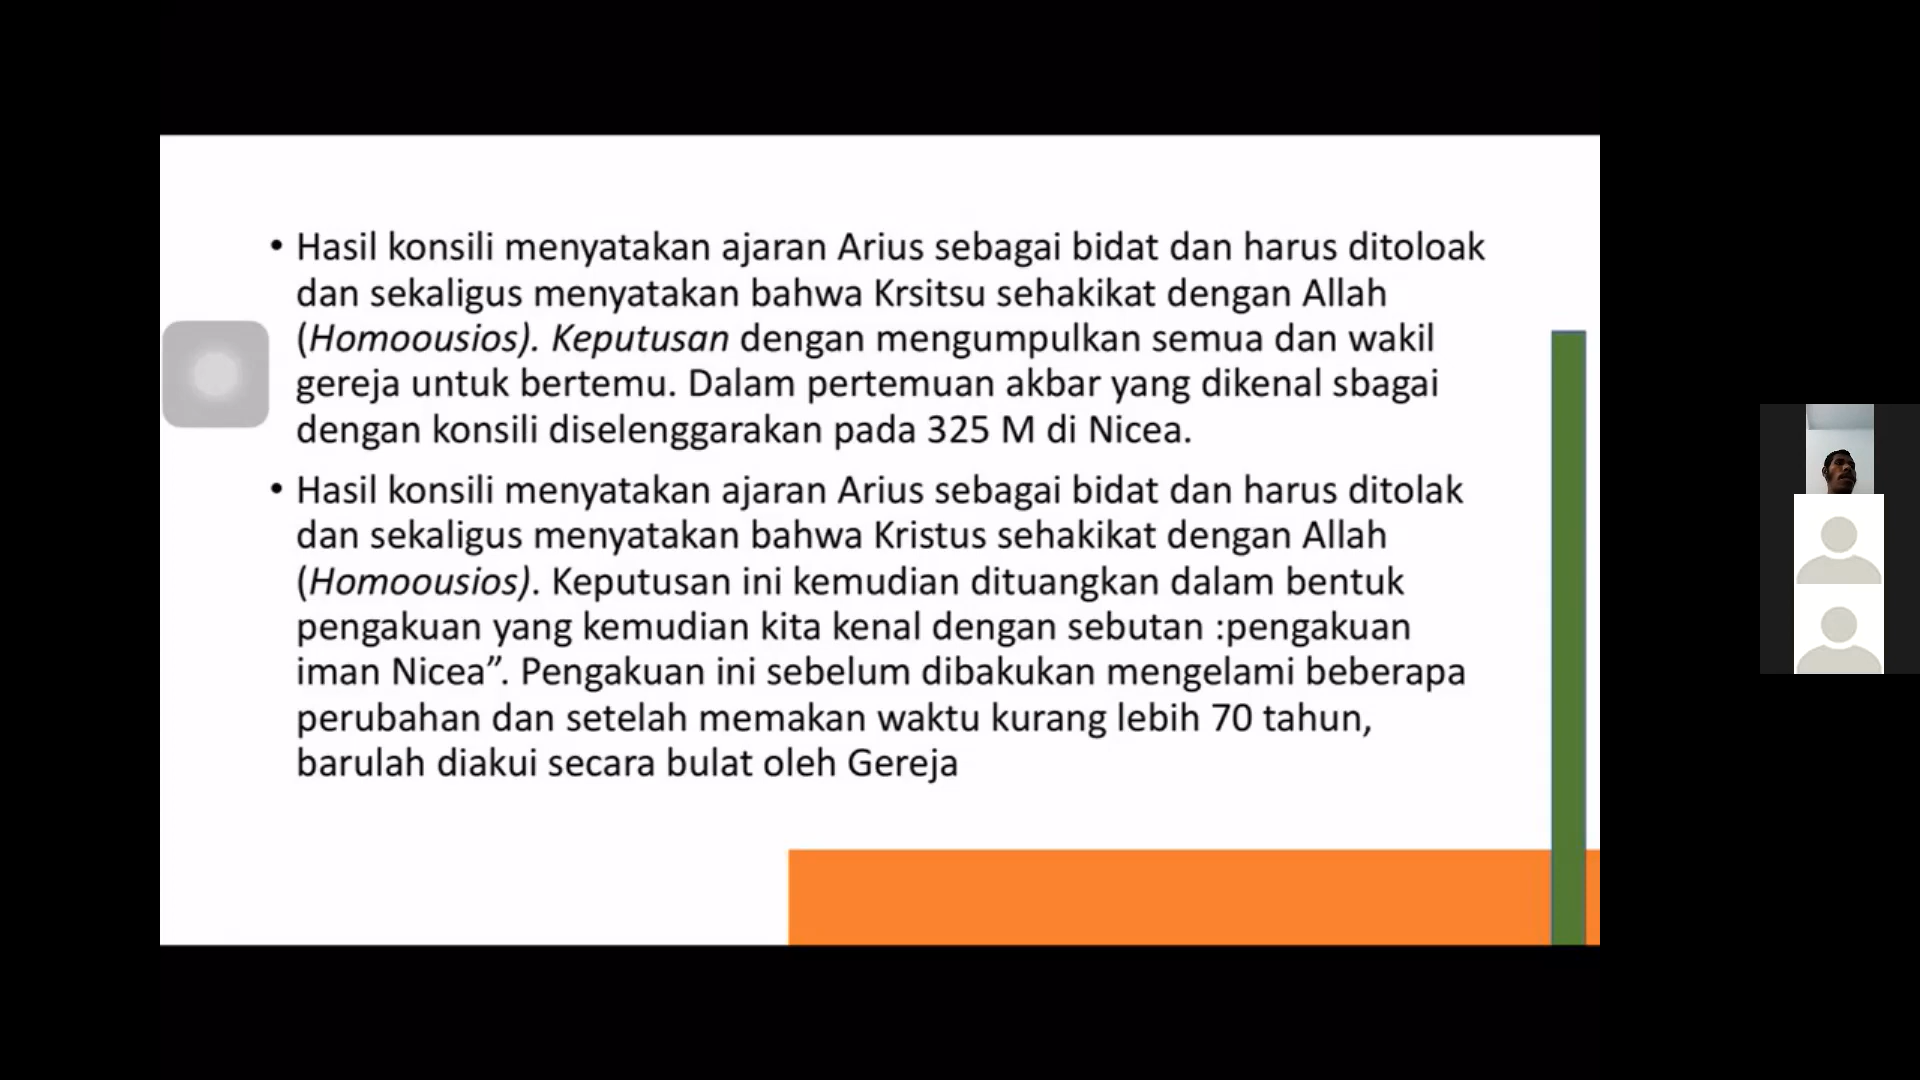 • Hasil konsili menyatakan ajaran Arius sebagai bidat dan harus ditoloak
dan sekaligus menyatakan bahwa Krsitsu sehakikat dengan Allah
(Homoousios). Keputusan dengan mengumpulkan semua dan wakil
gereja untuk bertemu. Dalam pertemuan akbar yang dikenal sbagai
dengan konsili diselenggarakan pada 325 M di Nicea.
• Hasil konsili menyatakan ajaran Arius sebagai bidat dan harus ditolak
dan sekaligus menyatakan bahwa Kristus sehakikat dengan Allah
(Homoousios). Keputusan ini kemudian dituangkan dalam bentuk
pengakuan yang kemudian kita kenal dengan sebutan :pengakuan
iman Nicea”. Pengakuan ini sebelum dibakukan mengelami beberapa
perubahan dan setelah memakan waktu kurang lebih 70 tahun,
barulah diakui secara bulat oleh Gereja